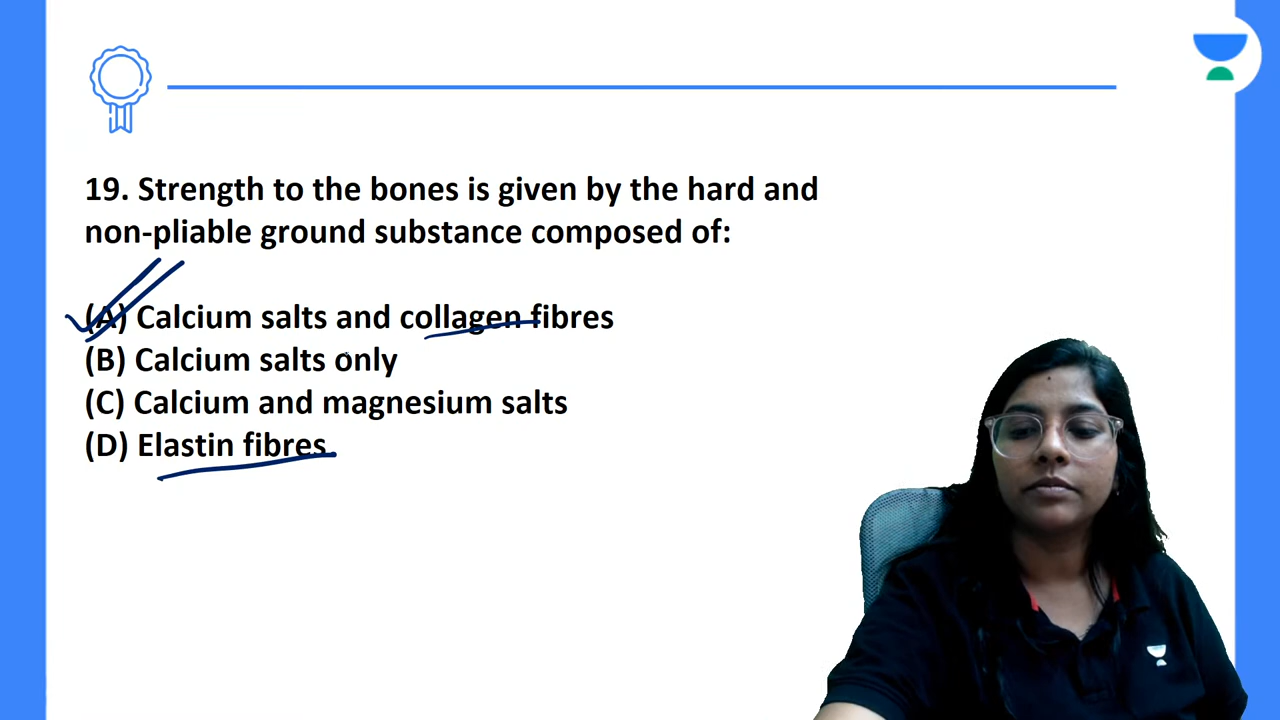 19. Strength to the bones is given by the hard and
non-pliable ground substance composed of:
(A) Calcium salts and collagen fibres
(B) Calcium salts only
(C) Calcium and magnesium salts
(D) Elastin fibres.